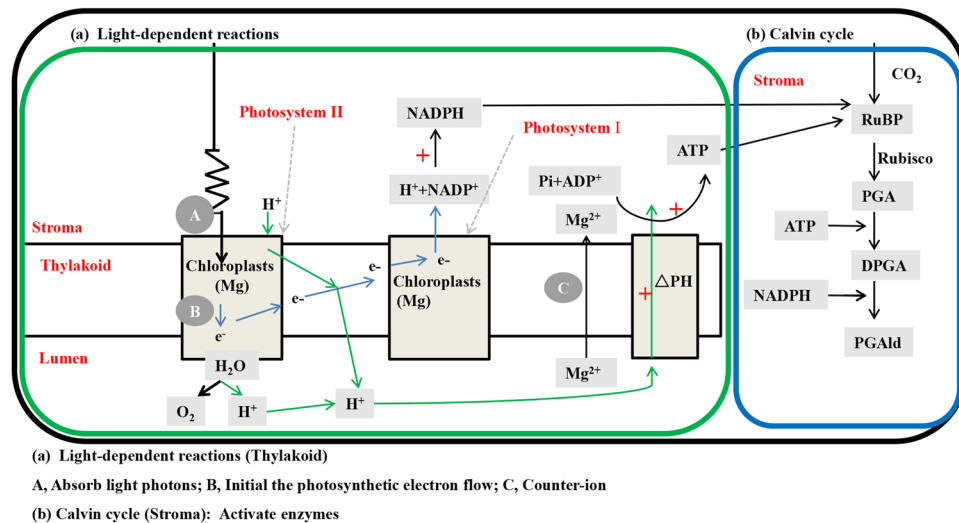 (a) Light-dependent reactions
(b) Calvin cycle
Stroma
CO2
Photosystem II
NADPH
Photosystem I
RuBP
ATP
Rubisco
H+
H++NADP+
Pi+ADP+
PGA
A
Mg2+
Stroma
ATP
Thylakoid
Chloroplasts
(Mg)
e-
e-
e-
Chloroplasts
(Mg)
C
+
△PH
DPGA
NADPH
B
e-
PGAld
Lumen
H2O
Mg2+
O2
H+
H+
+
+
(a) Light-dependent reactions (Thylakoid)
A, Absorb light photons; B, Initial the photosynthetic electron flow; C, Counter-ion
(b) Calvin cycle (Stroma): Activate enzymes